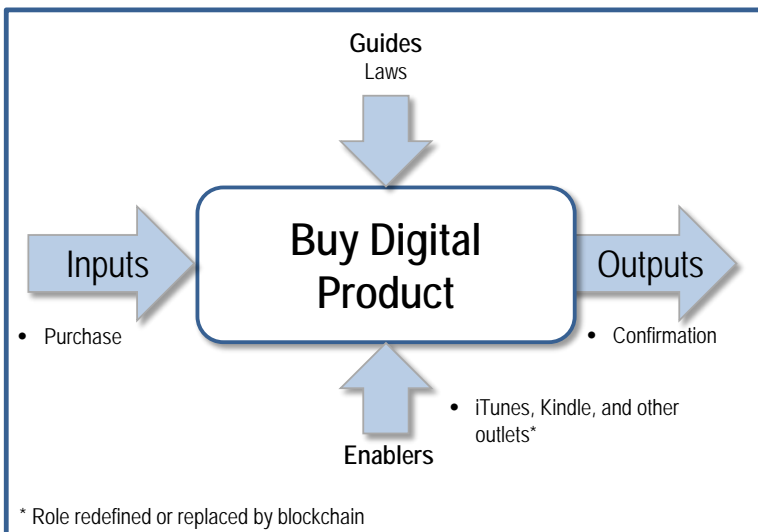 Guides
Laws
Inputs
Buy Digital
Product
Outputs
• Purchase
• Confirmation
• iTunes, Kindle, and other
outlets*
Enablers
* Role redefined or replaced by blockchain